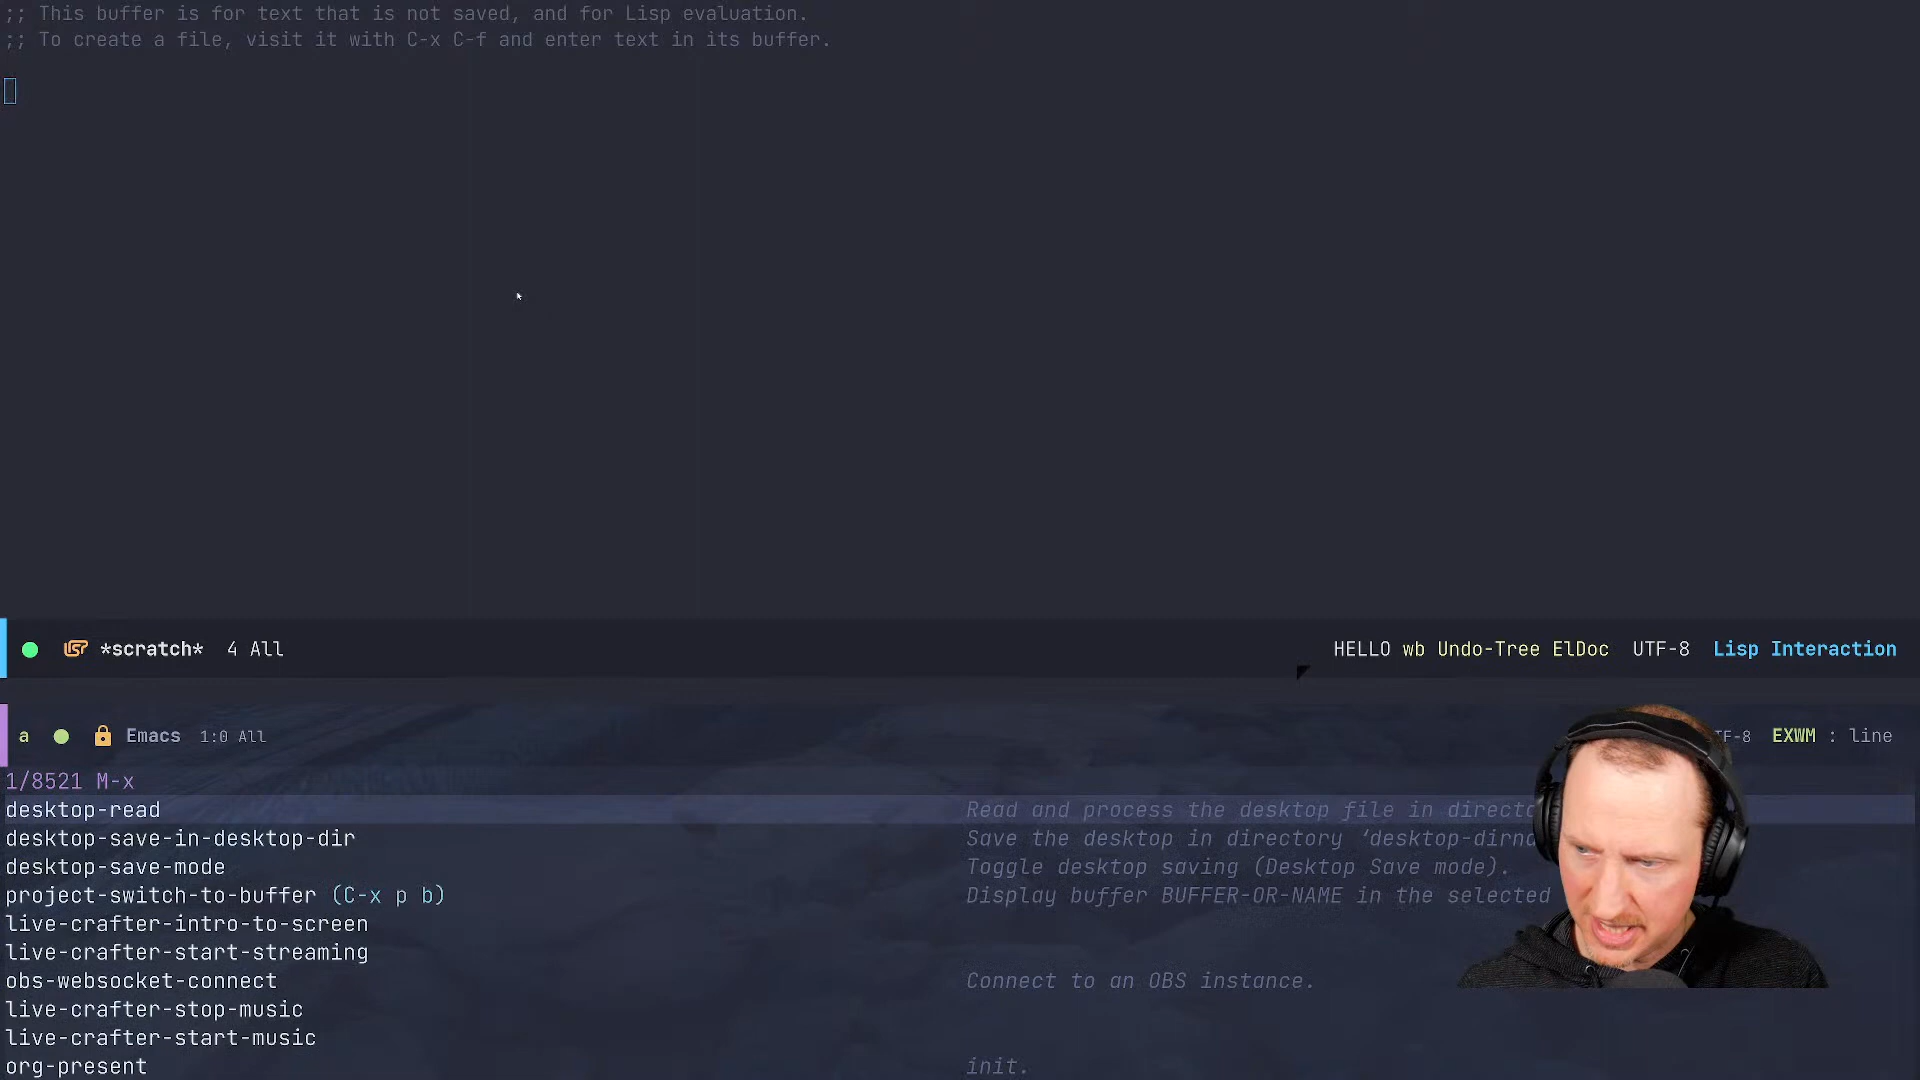 ;; This buffer is for text that is not saved, and for Lisp evaluation.
;; To create a file, visit it with C-x C-f and enter text in its buffer.
*scratch* 4 All HELLO wb Undo-Tree ElDoc UTF-8 Lisp Interaction
a Emacs 1:0 All TF-8 EXWM : line
1/8521 M-x
desktop-read Read and process the desktop file in directo
desktop-save-in-desktop-dir Save the desktop in directory ‘desktop-dirna
desktop-save-mode Toggle desktop saving (Desktop Save mode).
project-switch-to-buffer (C-x p b) Display buffer BUFFER-OR-NAME in the selected
live-crafter-intro-to-screen
live-crafter-start-streaming
obs-websocket-connect Connect to an OBS instance.
live-crafter-stop-music
live-crafter-start-music
org-present init.